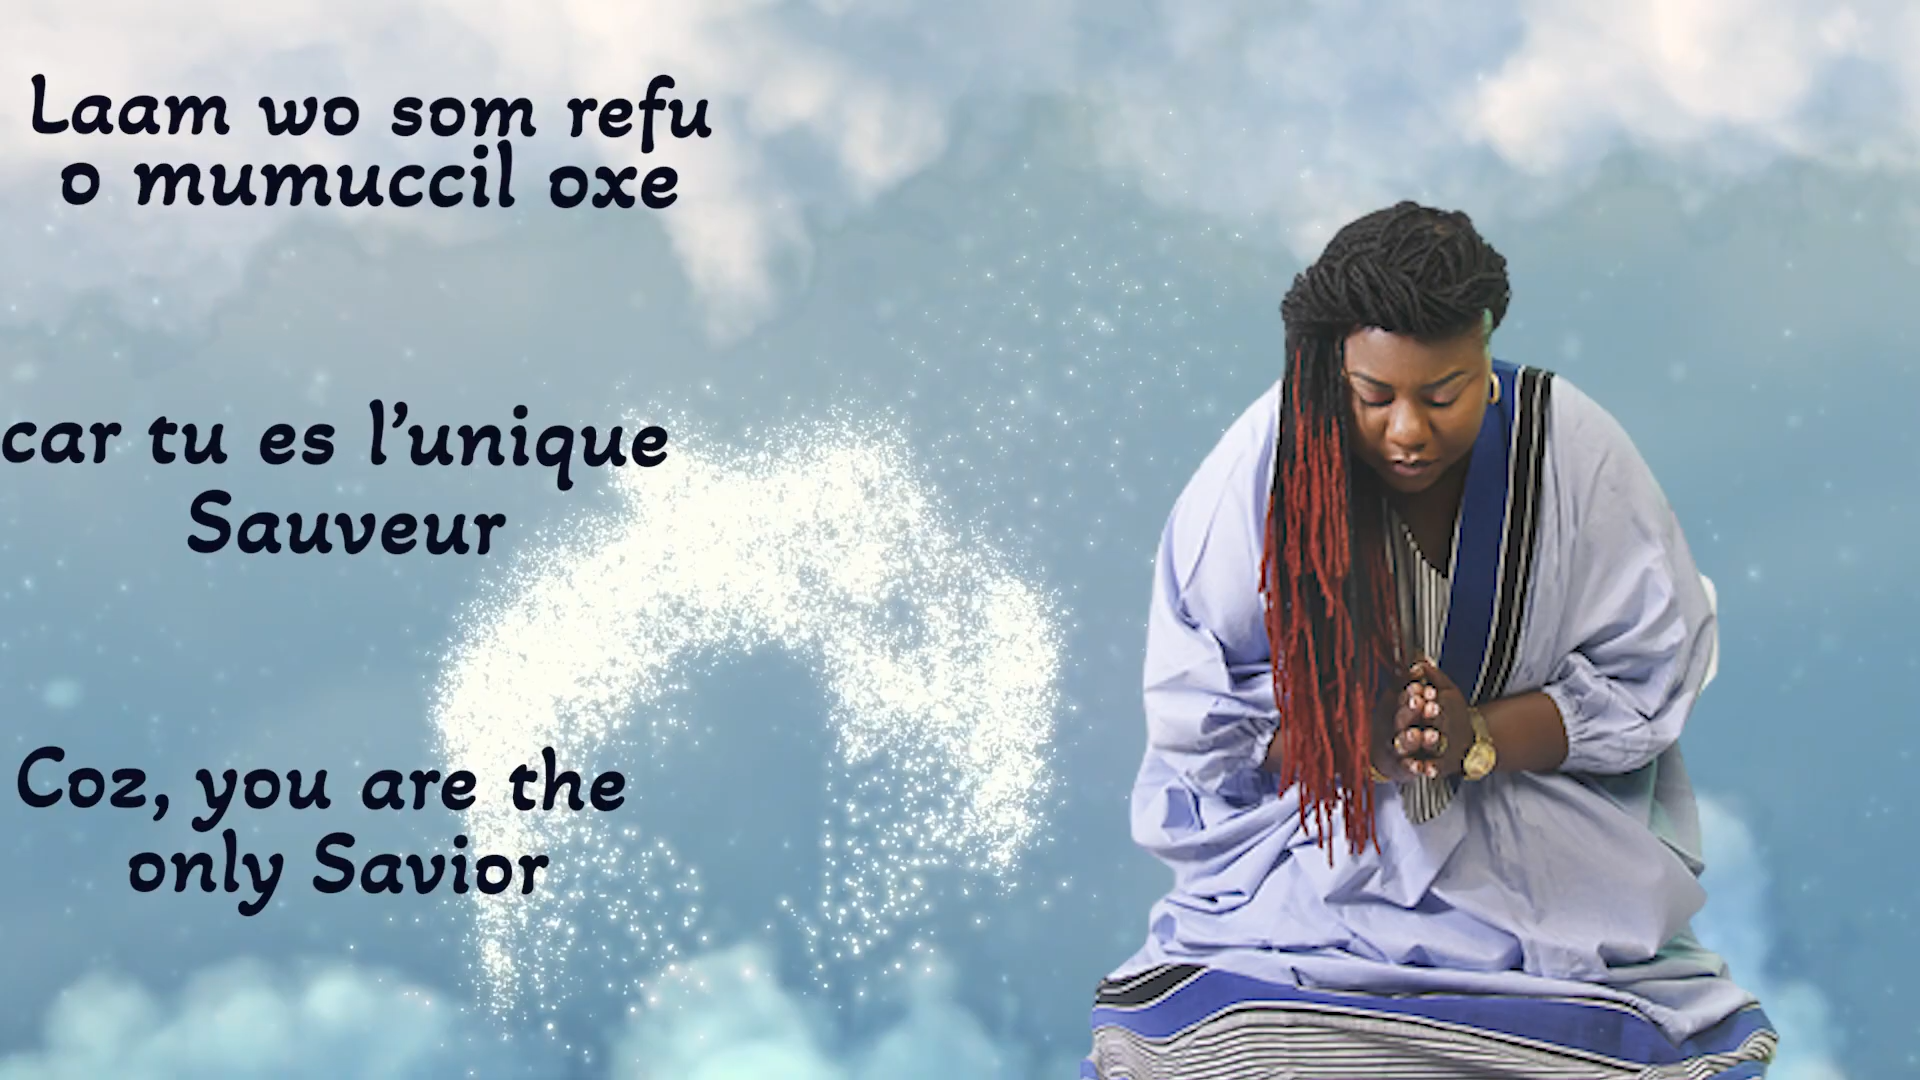 Laam wo som refu
o mumuccil oxe
car tu es l’unique
Sauveur
Coz, you are the
only Savior